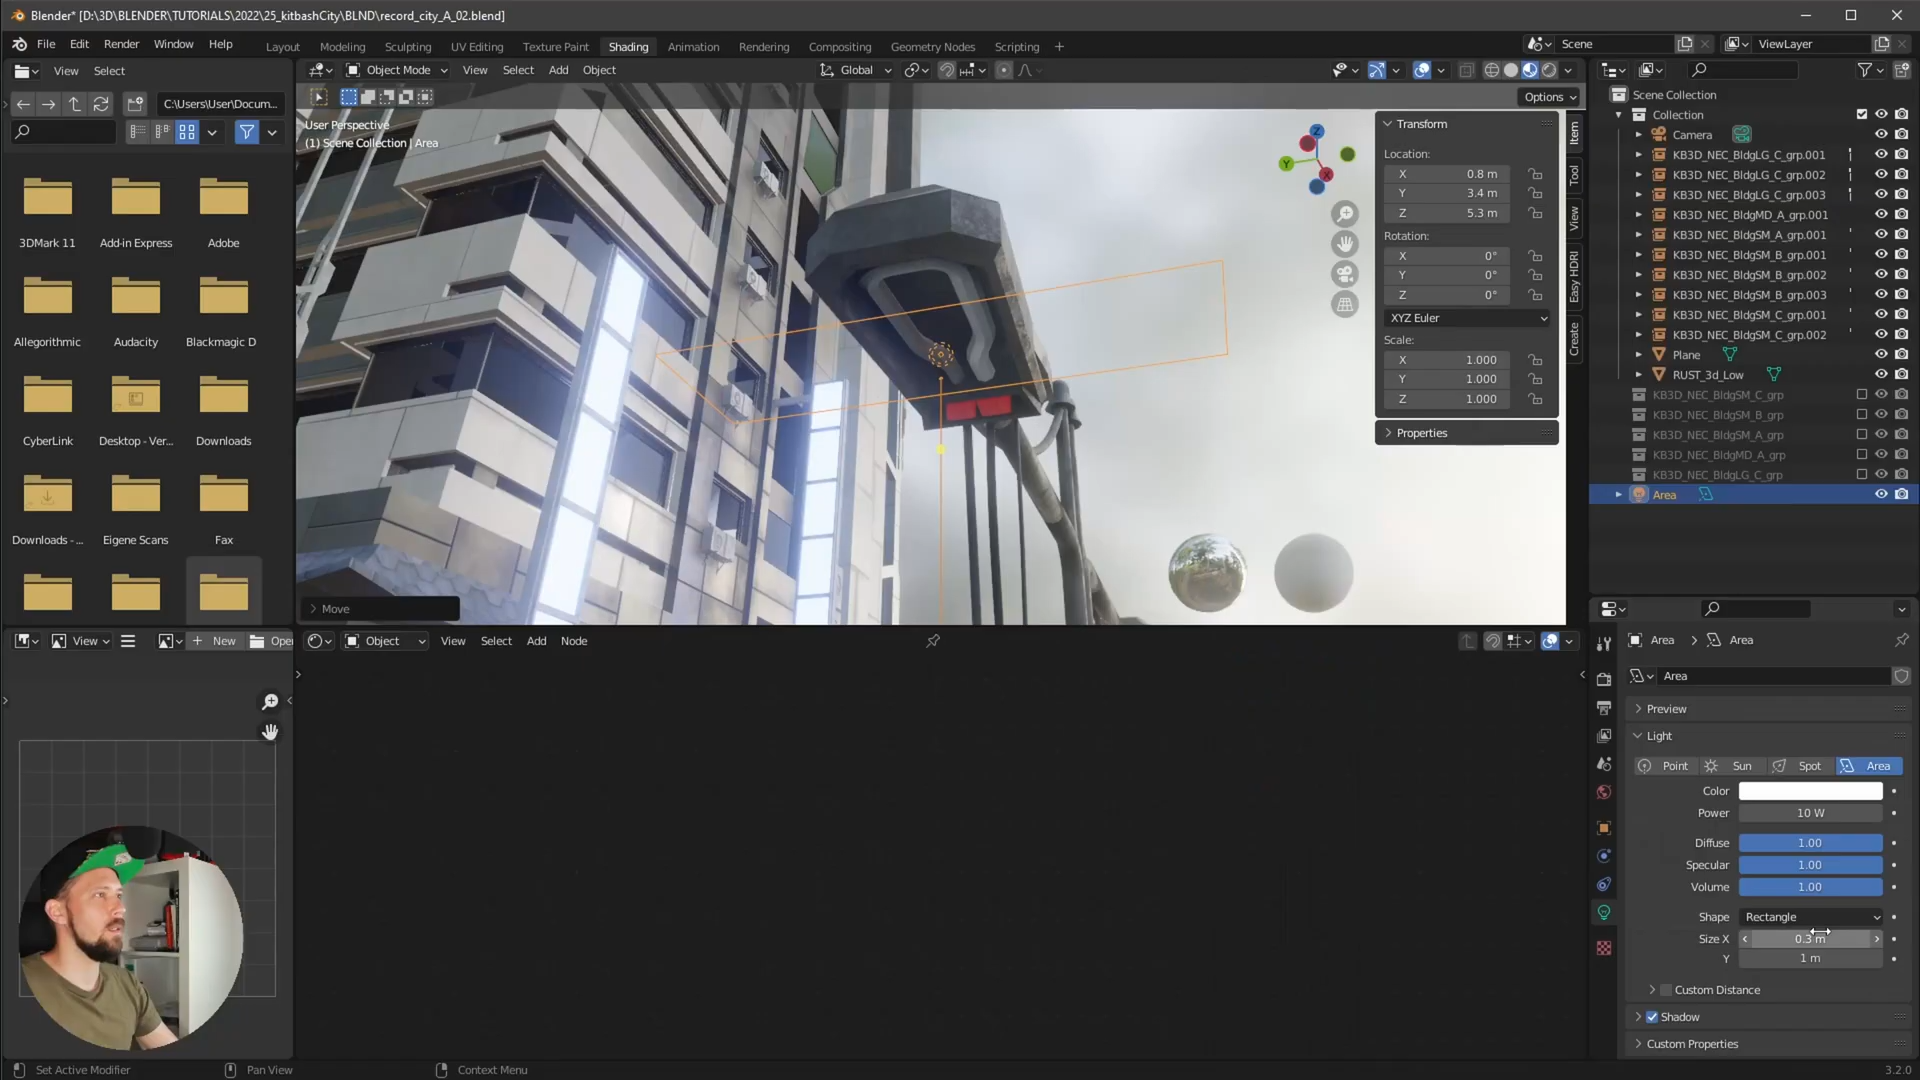 Blender* [D:\3D\BLENDER\TUTORIALS\2022\25_kitbashCity\BLND\record_city_A_02.blend]
File Edit Render Window Help
Layout Modeling Sculpting UV Editing Texture Paint Shading Animation Rendering Compositing Geometry Nodes Scripting +
Scene
ViewLayer
View Select
C:\Users\User\Docum...
3DMark 11
Add-in Express
Adobe
Allegorithmic
Audacity
Blackmagic D
CyberLink
Desktop - Ver...
Downloads
Downloads - ...
Eigene Scans
Fax
Object Mode View Select Add Object
Global
Options
User Perspective
(1) Scene Collection | Area
Z
Y
X
Transform
Location:
X 0.8 m
Y 3.4 m
Z 5.3 m
Rotation:
X 0°
Y 0°
Z 0°
XYZ Euler
Scale:
X 1.000
Y 1.000
Z 1.000
Properties
Item
Tool
View
Easy HDRI
Create
Move
View
New
Open
Object View Select Add Node
Scene Collection
Collection
Camera
KB3D_NEC_BldgLG_C_grp.001
KB3D_NEC_BldgLG_C_grp.002
KB3D_NEC_BldgLG_C_grp.003
KB3D_NEC_BldgMD_A_grp.001
KB3D_NEC_BldgSM_A_grp.001
KB3D_NEC_BldgSM_B_grp.001
KB3D_NEC_BldgSM_B_grp.002
KB3D_NEC_BldgSM_B_grp.003
KB3D_NEC_BldgSM_C_grp.001
KB3D_NEC_BldgSM_C_grp.002
Plane
RUST_3d_Low
KB3D_NEC_BldgSM_C_grp
KB3D_NEC_BldgSM_B_grp
KB3D_NEC_BldgSM_A_grp
KB3D_NEC_BldgMD_A_grp
KB3D_NEC_BldgLG_C_grp
Area
Area > Area
Area
Preview
Light
Point Sun Spot Area
Color
Power 10 W
Diffuse 1.00
Specular 1.00
Volume 1.00
Shape Rectangle
Size X 0.3 m
Y 1 m
Custom Distance
Shadow
Custom Properties
Set Active Modifier
Pan View
Context Menu
3.2.0